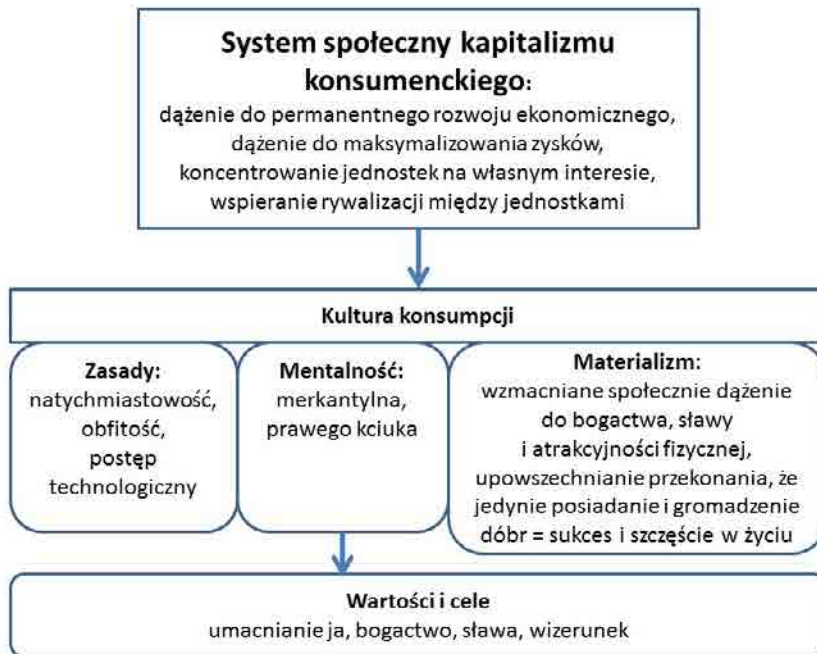 System społeczny kapitalizmu
konsumenckiego:
dążenie do permanentnego rozwoju ekonomicznego,
dążenie do maksymalizowania zysków,
koncentrowanie jednostek na własnym interesie,
wspieranie rywalizacji między jednostkami
Kultura konsumpcji
Zasady:
natychmiastowość,
obfitość,
postęp
technologiczny
Mentalność:
merkantylna,
prawego kciuka
Materializm:
wzmacniane społecznie dążenie
do bogactwa, sławy
i atrakcyjności fizycznej,
upowszechnianie przekonania, że
jedynie posiadanie i gromadzenie
dóbr = sukces i szczęście w życiu
Wartości i cele
umacnianie ja, bogactwo, sława, wizerunek